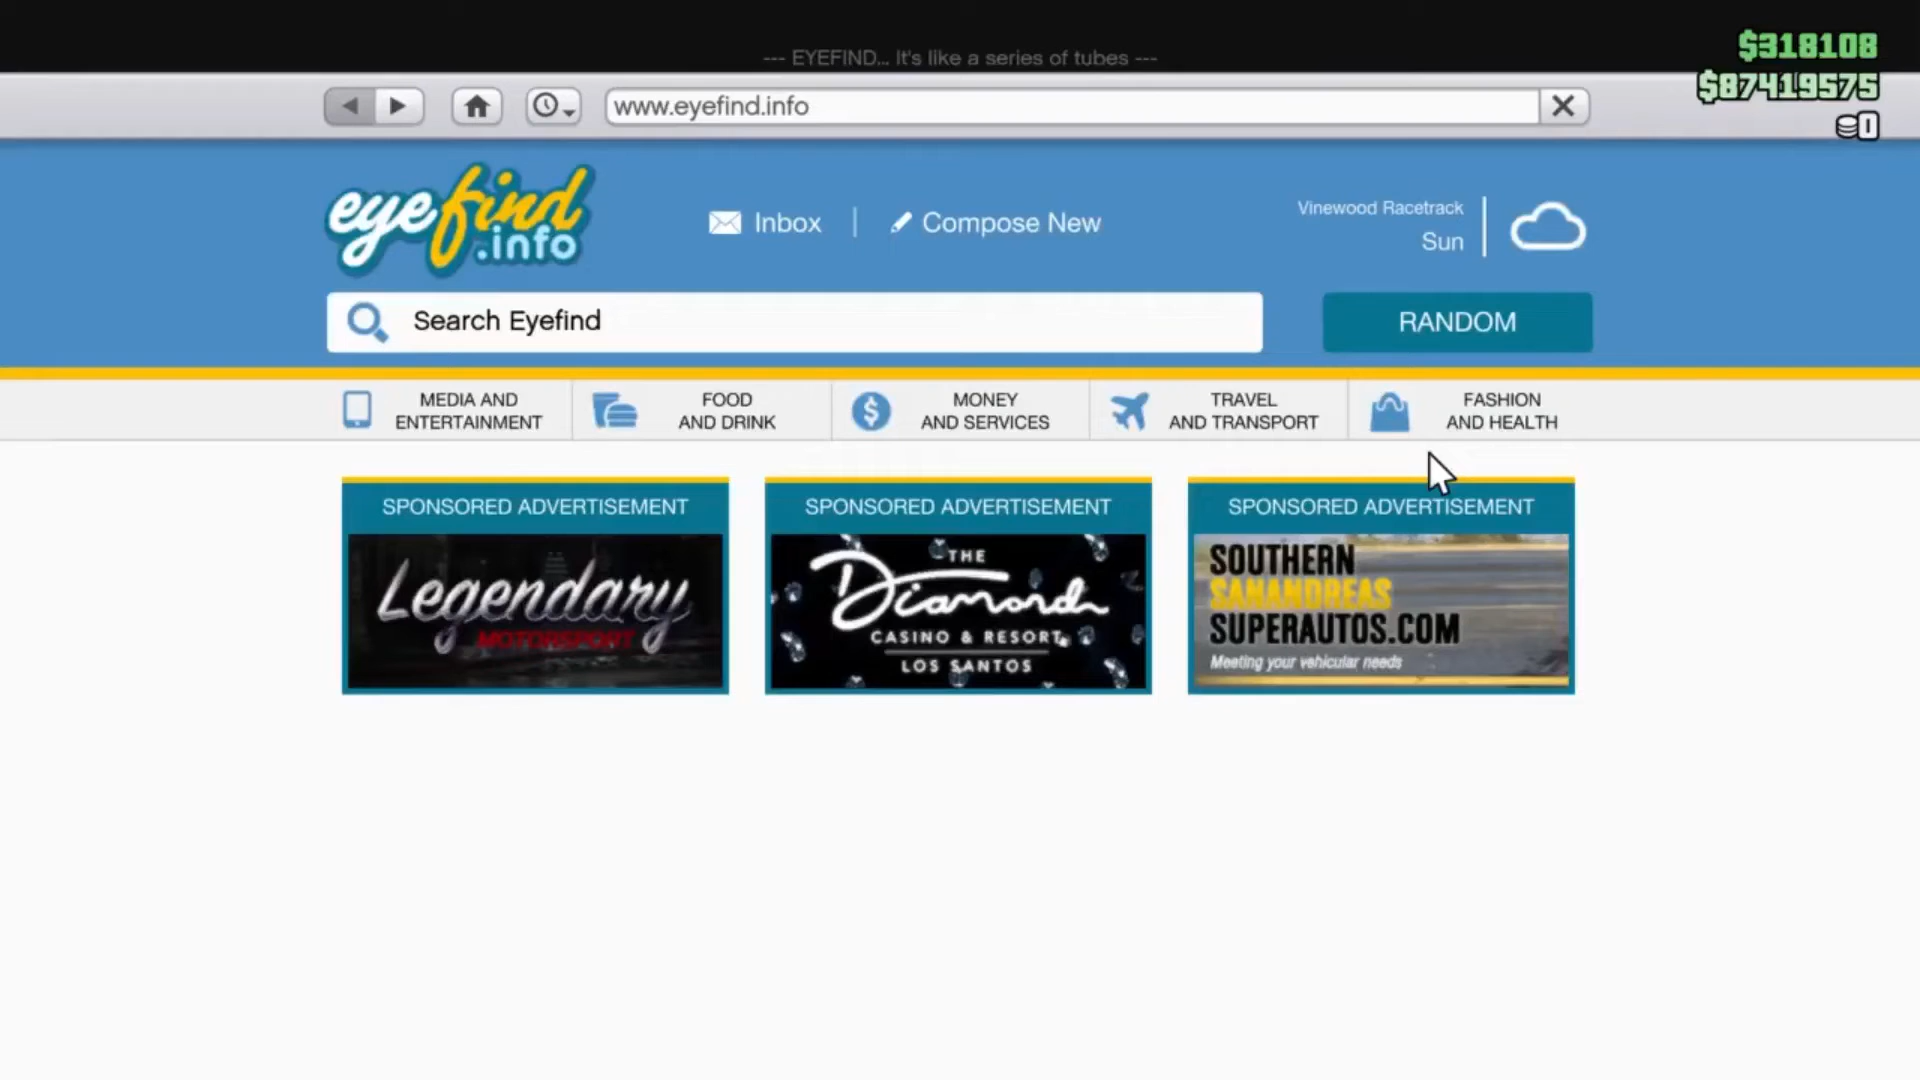 --- EYEFIND... It's like a series of tubes ---
$318108
$87419575
0
www.eyefind.info
eyefind
.info
Inbox
Compose New
Vinewood Racetrack
Sun
Search Eyefind
RANDOM
MEDIA AND
ENTERTAINMENT
FOOD
AND DRINK
MONEY
AND SERVICES
TRAVEL
AND TRANSPORT
FASHION
AND HEALTH
SPONSORED ADVERTISEMENT
Legendary
MOTORSPORT
SPONSORED ADVERTISEMENT
THE
Diamond
CASINO & RESORT
LOS SANTOS
SPONSORED ADVERTISEMENT
SOUTHERN
SANANDREAS
SUPERAUTOS.COM
Meeting your vehicular needs